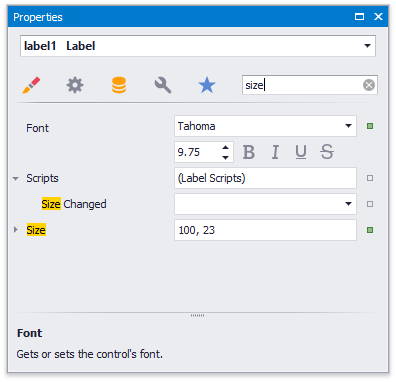 Properties
label1 Label
size
Font
Tahoma
9.75 B I U S
Scripts
(Label Scripts)
Size Changed
Size
100, 23
Font
Gets or sets the control's font.